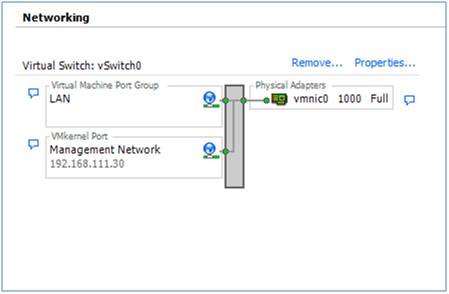 Networking
Virtual Switch: vSwitch0
Remove...
Properties...
Virtual Machine Port Group
LAN
Physical Adapters
vmnic0 1000 Full
VMkernel Port
Management Network
192.168.111.30